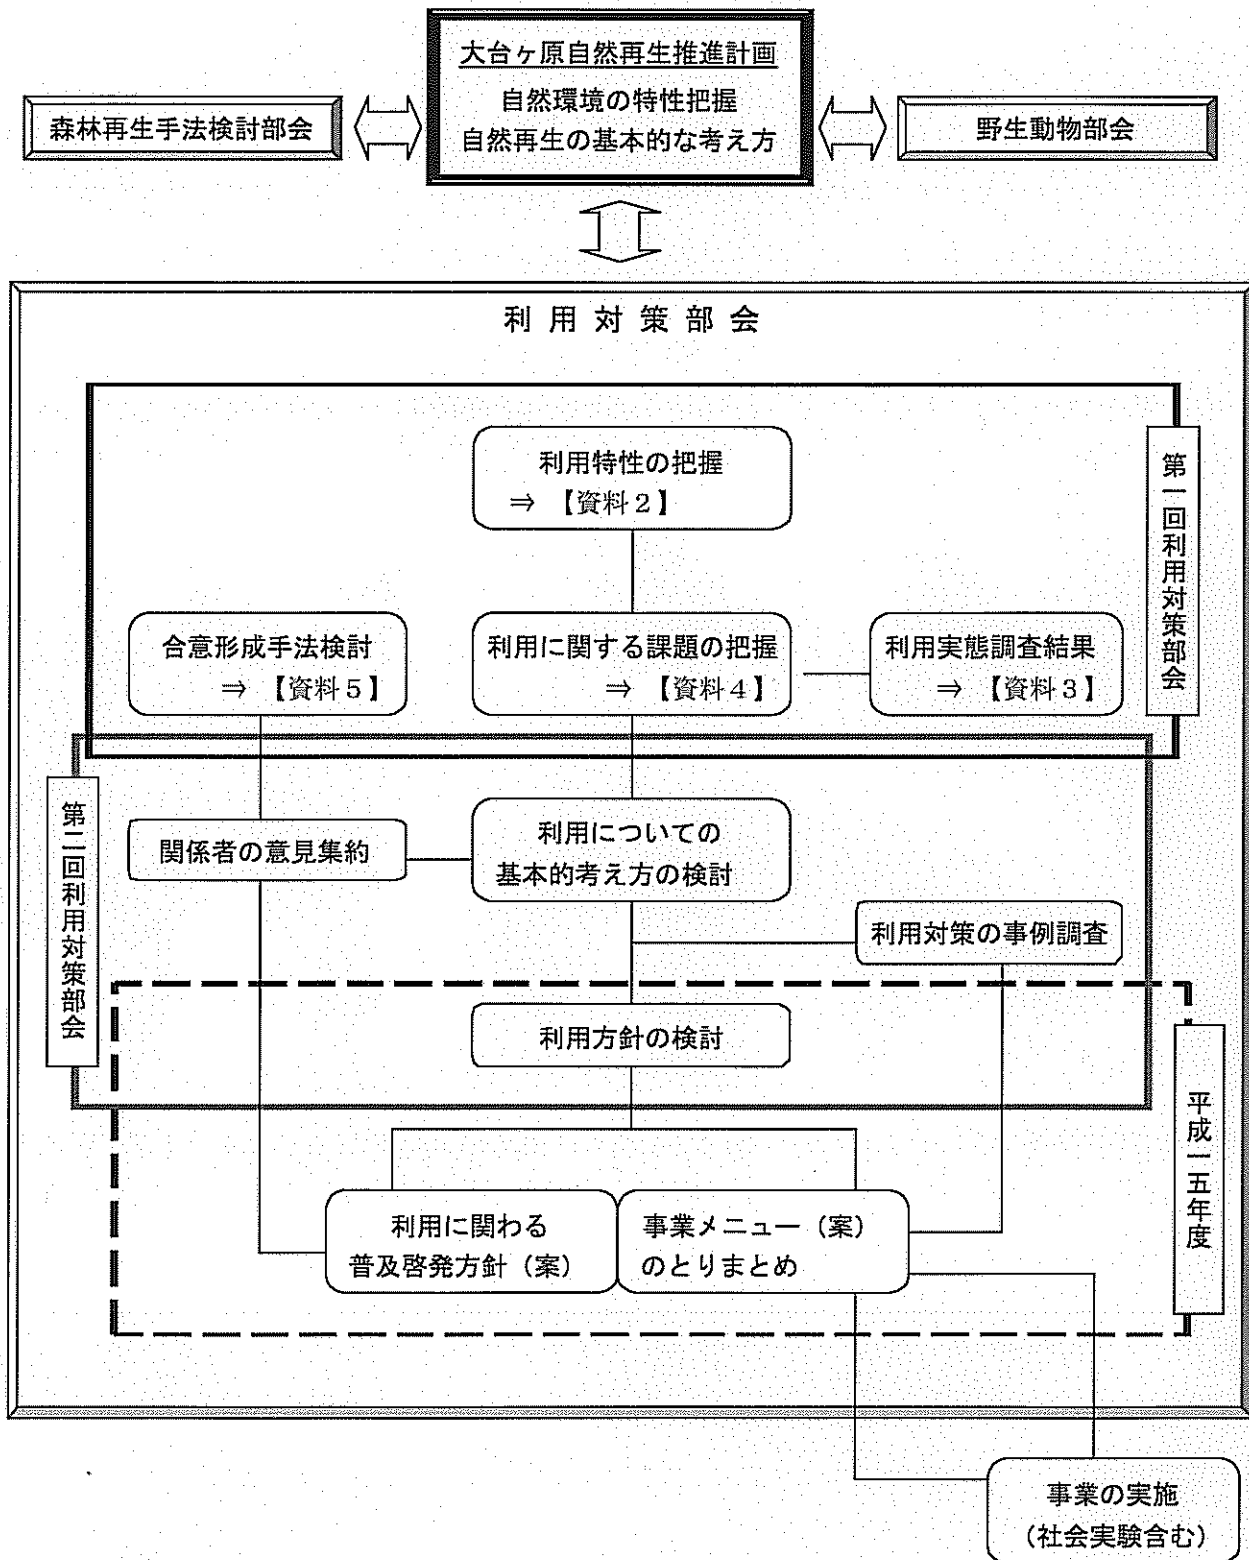 大台ヶ原自然再生推進計画
自然環境の特性把握
自然再生の基本的な考え方
森林再生手法検討部会
野生動物部会
利用対策部会
第一回利用対策部会
利用特性の把握
⇒ 【資料２】
合意形成手法検討
⇒ 【資料５】
利用に関する課題の把握
⇒ 【資料４】
利用実態調査結果
⇒ 【資料３】
第二回利用対策部会
関係者の意見集約
利用についての
基本的考え方の検討
利用対策の事例調査
利用方針の検討
平成一五年度
利用に関わる
普及啓発方針（案）
事業メニュー（案）
のとりまとめ
事業の実施
（社会実験含む）